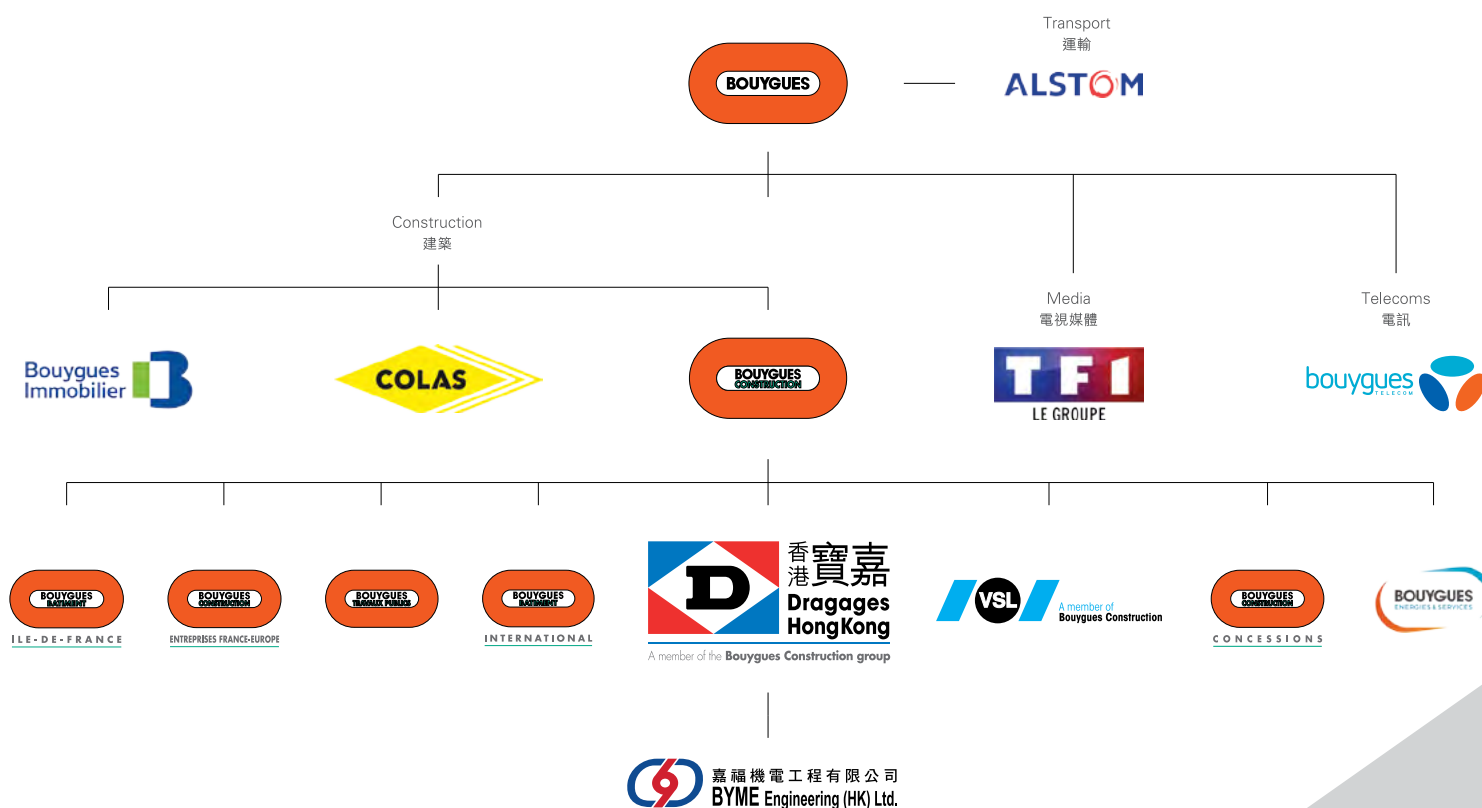 Transport
運輸
BOUYGUES
ALSTOM
Construction
建築
Media
電視媒體
Telecoms
電訊
Bouygues
Immobilier
COLAS
BOUYGUES
CONSTRUCTION
TF1
LE GROUPE
bouygues
TELECOM
BOUYGUES
BATIMENT
ILE-DE-FRANCE
BOUYGUES
CONSTRUCTION
ENTREPRISES FRANCE-EUROPE
BOUYGUES
TRAVAUX PUBLICS
BOUYGUES
BATIMENT
INTERNATIONAL
D
香港
寶嘉
Dragages
HongKong
A member of the Bouygues Construction group
VSL
A member of
Bouygues Construction
BOUYGUES
CONSTRUCTION
CONCESSIONS
BOUYGUES
ENERGIES & SERVICES
嘉福機電工程有限公司
BYME Engineering (HK) Ltd.